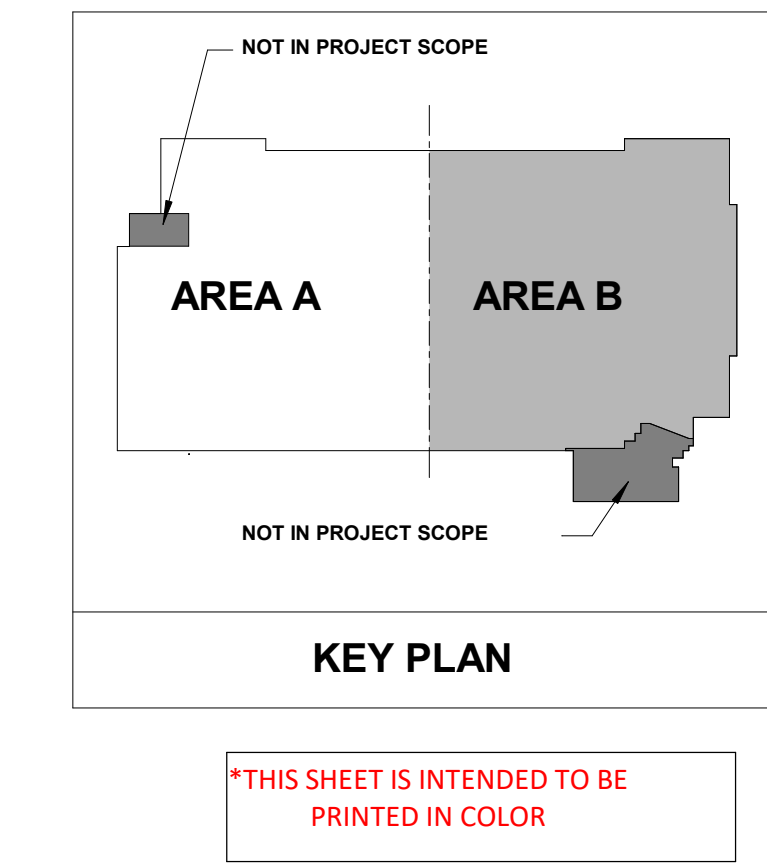 NOT IN PROJECT SCOPE
AREA A
AREA B
NOT IN PROJECT SCOPE
KEY PLAN
*THIS SHEET IS INTENDED TO BE
PRINTED IN COLOR